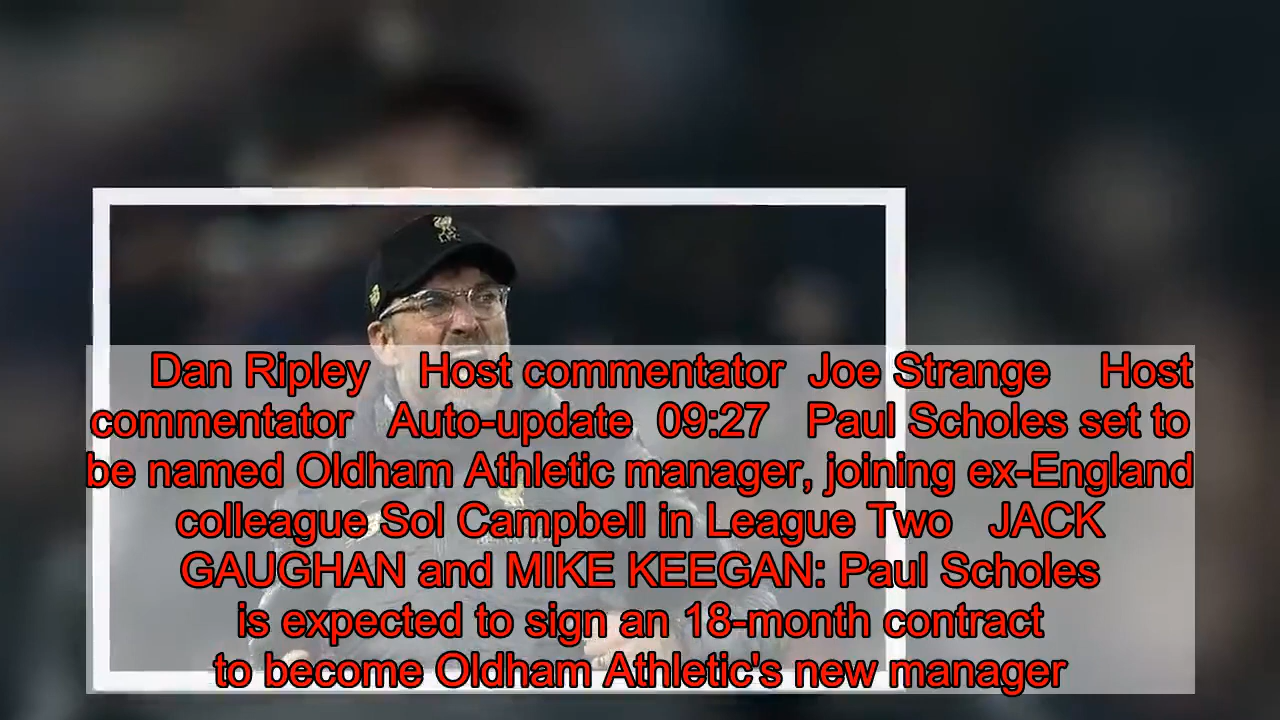 Dan Ripley Host commentator Joe Strange Host
commentator Auto-update 09:27 Paul Scholes set to
be named Oldham Athletic manager, joining ex-England
colleague Sol Campbell in League Two JACK
GAUGHAN and MIKE KEEGAN: Paul Scholes
is expected to sign an 18-month contract
to become Oldham Athletic's new manager